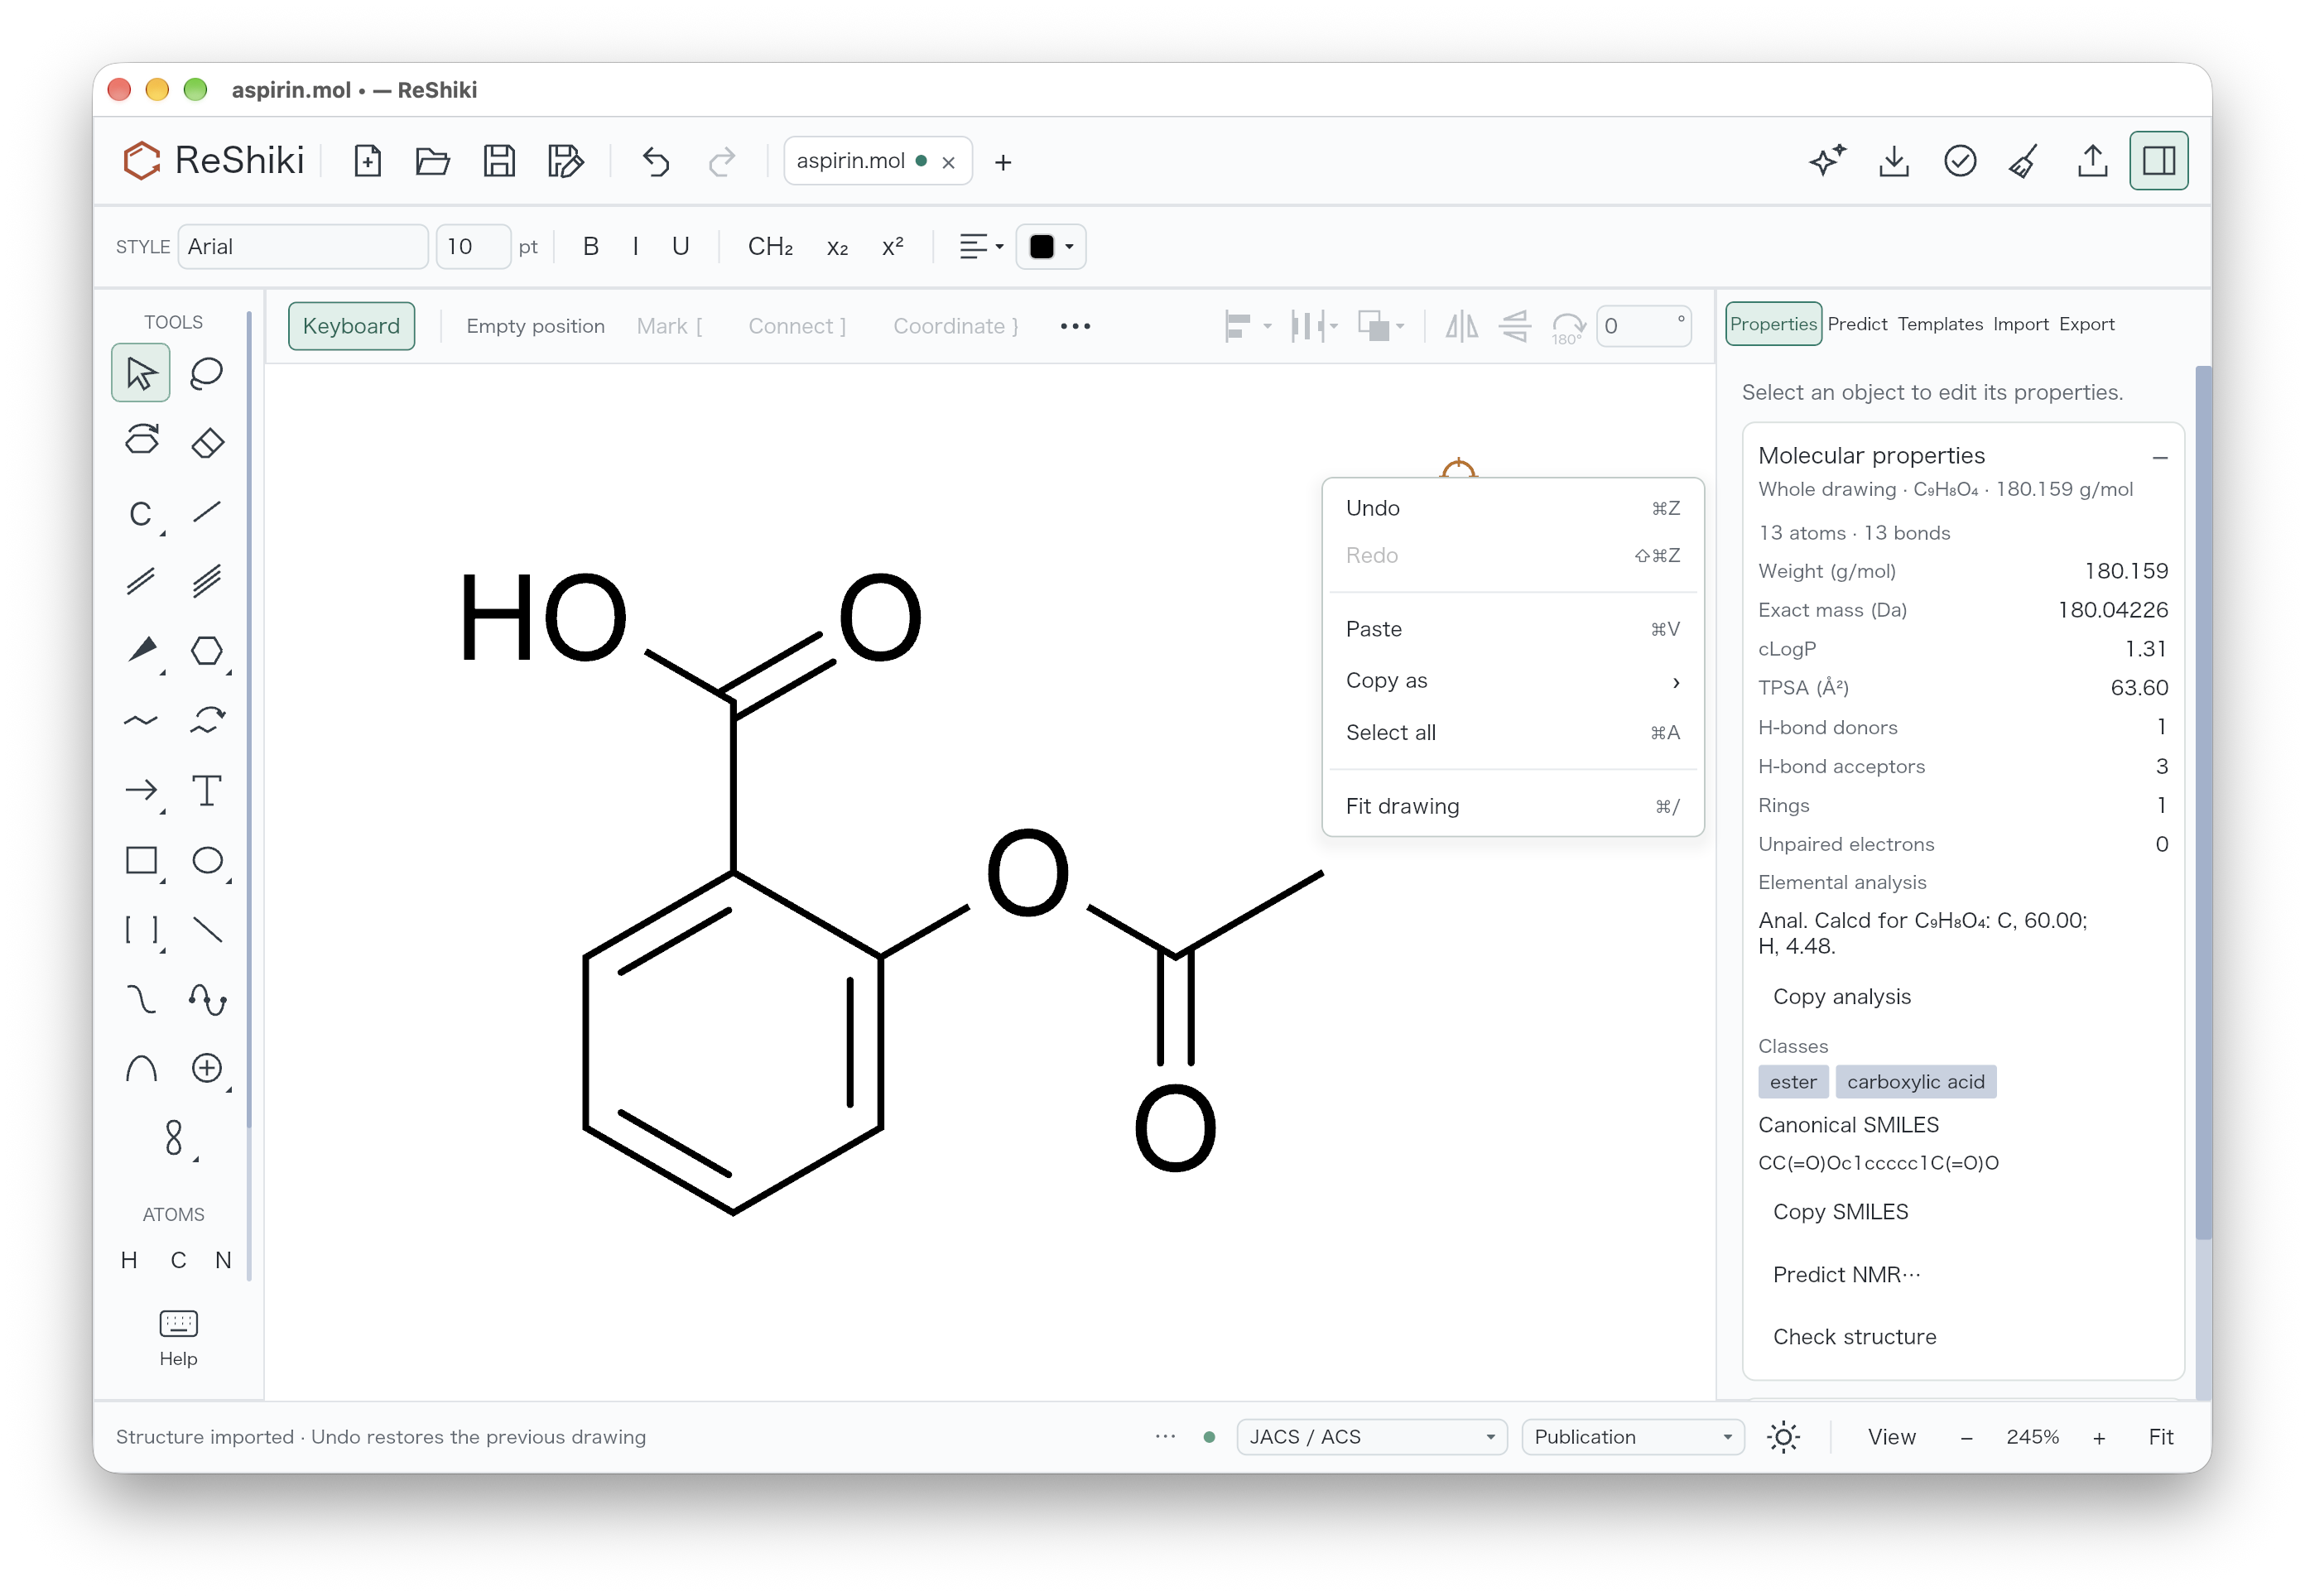 aspirin.mol • — ReShiki
ReShiki
aspirin.mol ● × +
STYLE Arial 10 pt B I U CH₂ x₂ x²
TOOLS
Keyboard Empty position Mark [ Connect ] Coordinate } ••• 180° 0 °
Properties Predict Templates Import Export
C
T
[ ]
ATOMS
H C N
Help
HO O
O
O
Undo ⌘Z
Redo ⇧⌘Z
Paste ⌘V
Copy as ›
Select all ⌘A
Fit drawing ⌘/
Select an object to edit its properties.
Molecular properties –
Whole drawing · C₉H₈O₄ · 180.159 g/mol
13 atoms · 13 bonds
Weight (g/mol) 180.159
Exact mass (Da) 180.04226
cLogP 1.31
TPSA (Å²) 63.60
H-bond donors 1
H-bond acceptors 3
Rings 1
Unpaired electrons 0
Elemental analysis
Anal. Calcd for C₉H₈O₄: C, 60.00;
H, 4.48.
Copy analysis
Classes
ester carboxylic acid
Canonical SMILES
CC(=O)Oc1ccccc1C(=O)O
Copy SMILES
Predict NMR···
Check structure
Structure imported · Undo restores the previous drawing ··· JACS / ACS Publication View – 245% + Fit